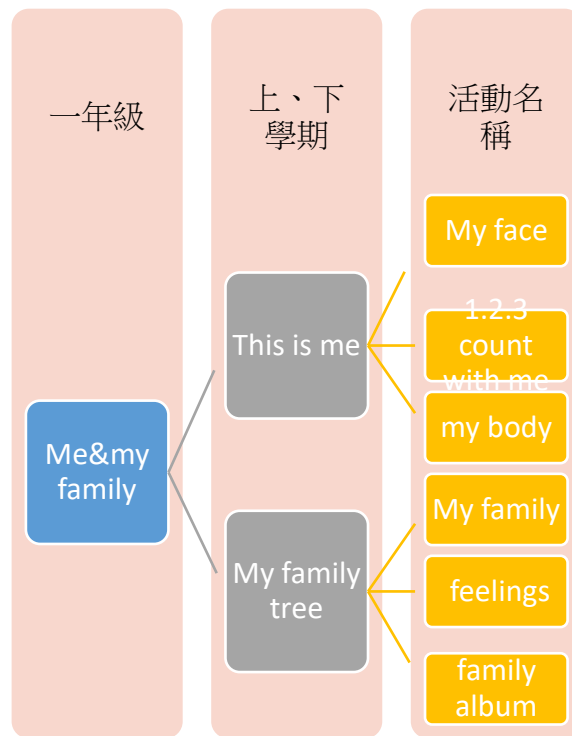 一年級
上、下
學期
活動名
稱
Me&my
family
This is me
My family
tree
My face
1.2.3
count
with me
my body
My family
feelings
family
album